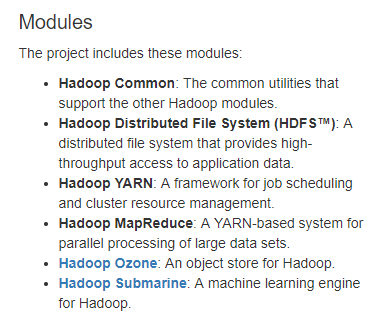 Modules
The project includes these modules:
• Hadoop Common: The common utilities that
support the other Hadoop modules.
• Hadoop Distributed File System (HDFS™): A
distributed file system that provides high-
throughput access to application data.
• Hadoop YARN: A framework for job scheduling
and cluster resource management.
• Hadoop MapReduce: A YARN-based system for
parallel processing of large data sets.
• Hadoop Ozone: An object store for Hadoop.
• Hadoop Submarine: A machine learning engine
for Hadoop.